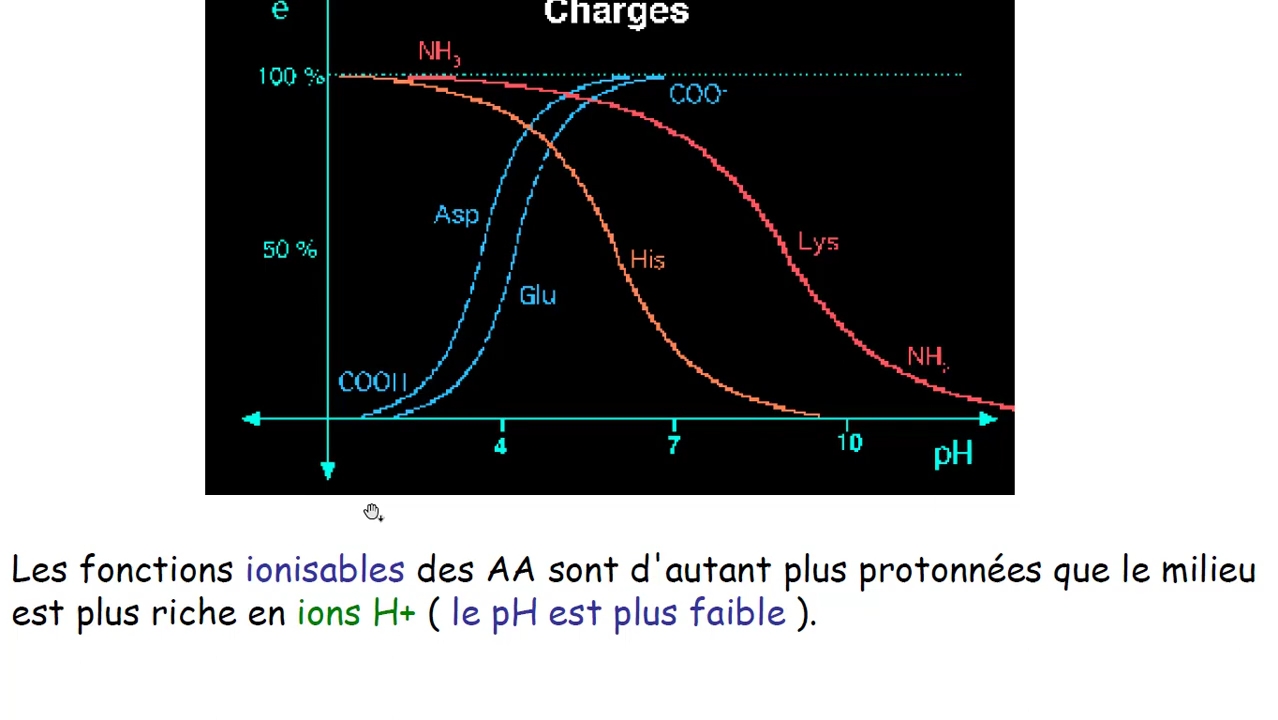 e
Charges
NH3
100 %
COO-
Asp
50 %
Lys
His
Glu
NH2
COOH
4
7
10
pH
Les fonctions ionisables des AA sont d'autant plus protonnées que le milieu
est plus riche en ions H+ ( le pH est plus faible ).